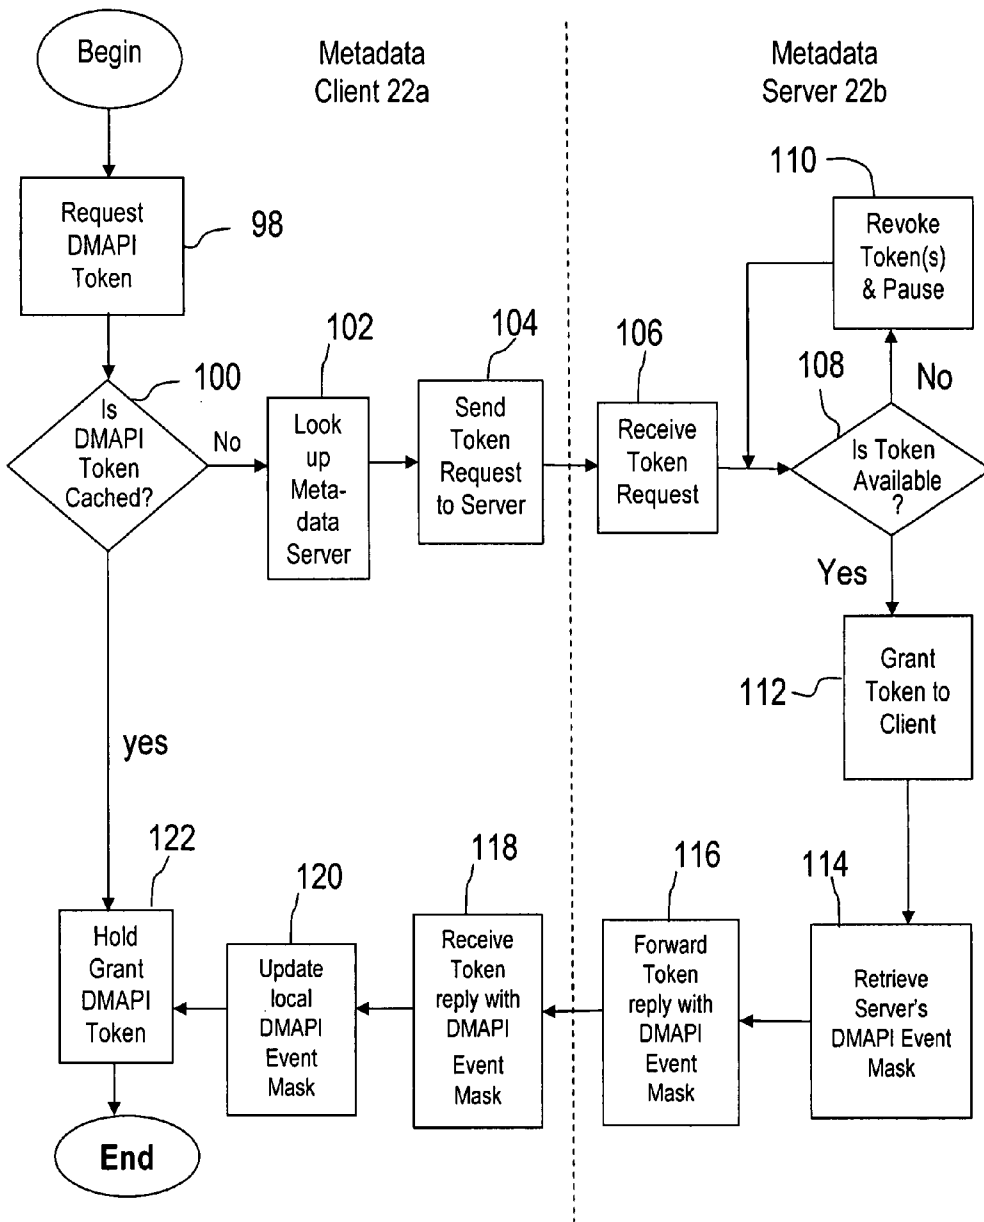 Begin
Metadata
Client 22a
Metadata
Server 22b
Request
DMAPI
Token
98
110
Revoke
Token(s)
& Pause
Is
DMAPI
Token
Cached?
100
No
102
Look
up
Meta-
data
Server
104
Send
Token
Request
to Server
106
Receive
Token
Request
108
Is Token
Available
?
No
Yes
Grant
Token to
Client
112
yes
122
Hold
Grant
DMAPI
Token
120
Update
local
DMAPI
Event
Mask
118
Receive
Token
reply with
DMAPI
Event
Mask
116
Forward
Token
reply with
DMAPI
Event
Mask
114
Retrieve
Server's
DMAPI Event
Mask
End